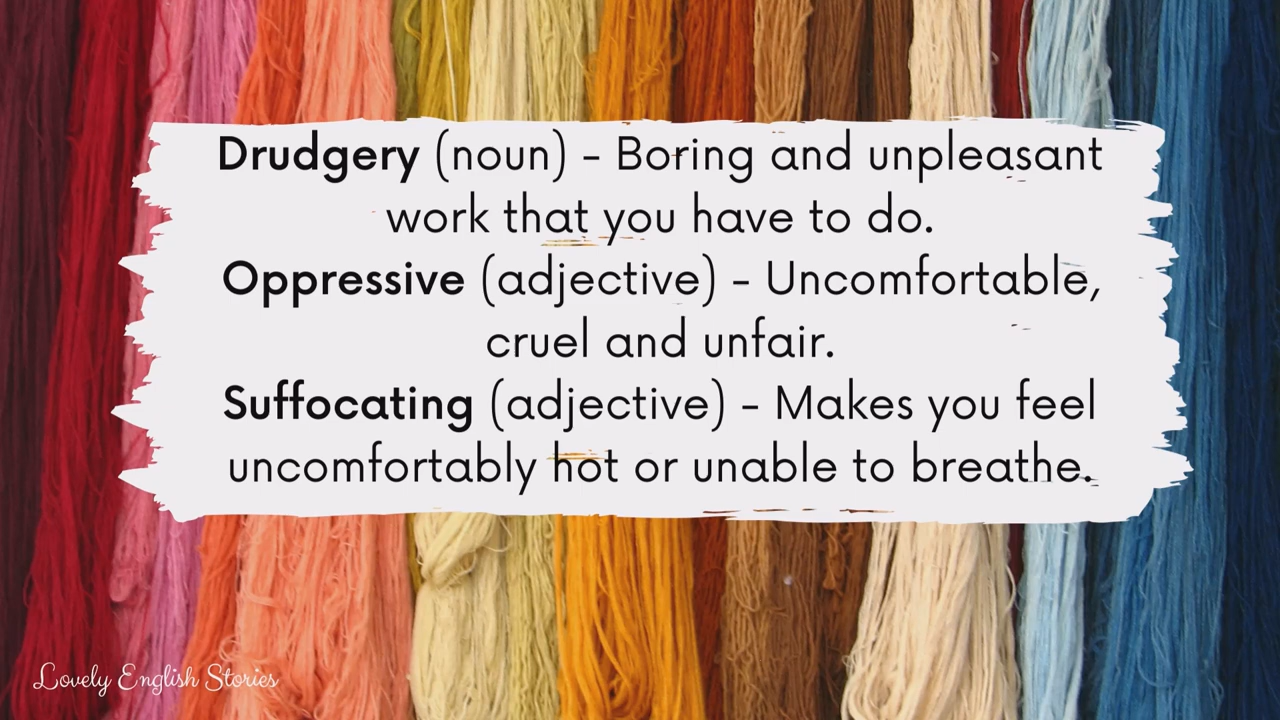 Drudgery (noun) - Boring and unpleasant
work that you have to do.
Oppressive (adjective) - Uncomfortable,
cruel and unfair.
Suffocating (adjective) - Makes you feel
uncomfortably hot or unable to breathe.
Lovely English Stories